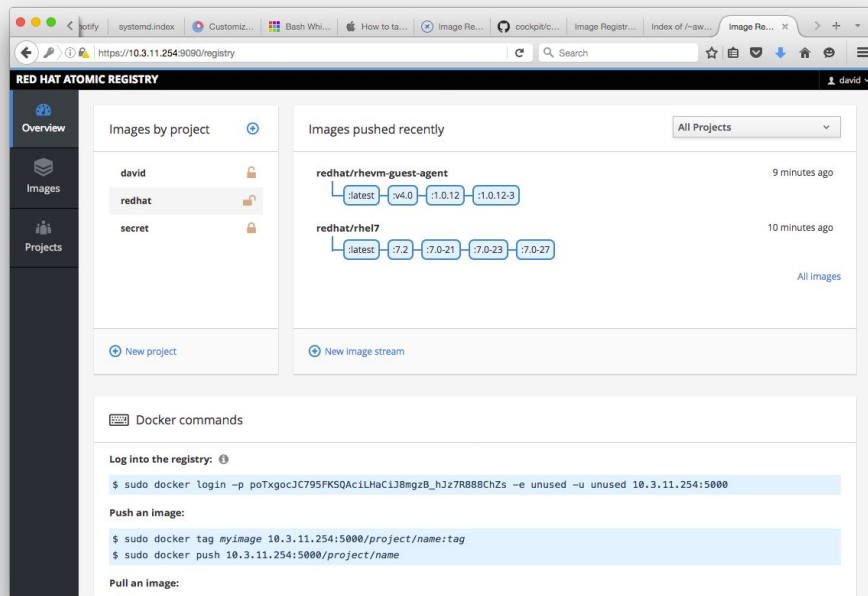 otify
systemd.index
Customiz...
Bash Whi...
How to ta...
Image Re...
cockpit/c...
Image Registr...
Index of /~aw...
Image Re...
https://10.3.11.254:9090/registry
Search
RED HAT ATOMIC REGISTRY
david
Overview
Images
Projects
Images by project
david
redhat
secret
New project
Images pushed recently
All Projects
redhat/rhevm-guest-agent
9 minutes ago
:latest :v4.0 :1.0.12 :1.0.12-3
redhat/rhel7
10 minutes ago
:latest :7.2 :7.0-21 :7.0-23 :7.0-27
All images
New image stream
Docker commands
Log into the registry:
$ sudo docker login -p poTxgocJC795FKSQAciLHaCiJ8mgzB_hJz7R888ChZs -e unused -u unused 10.3.11.254:5000
Push an image:
$ sudo docker tag myimage 10.3.11.254:5000/project/name:tag
$ sudo docker push 10.3.11.254:5000/project/name
Pull an image: